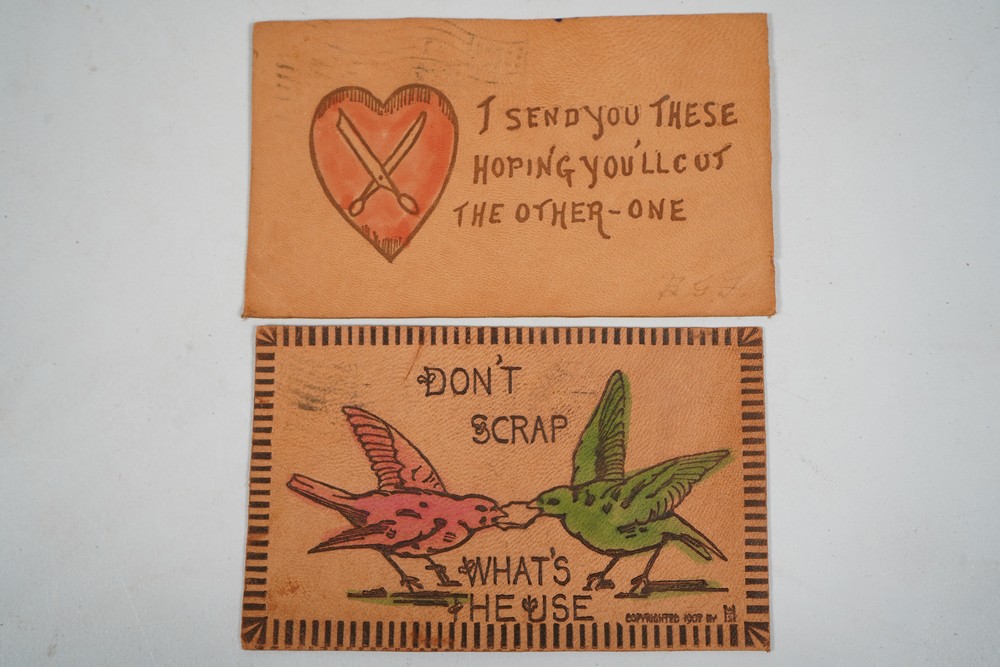 I SEND YOU THESE
HOPING YOU'LL CUT
THE OTHER-ONE
DON'T
SCRAP
WHAT'S
THE USE
COPYRIGHTED 1907 BY